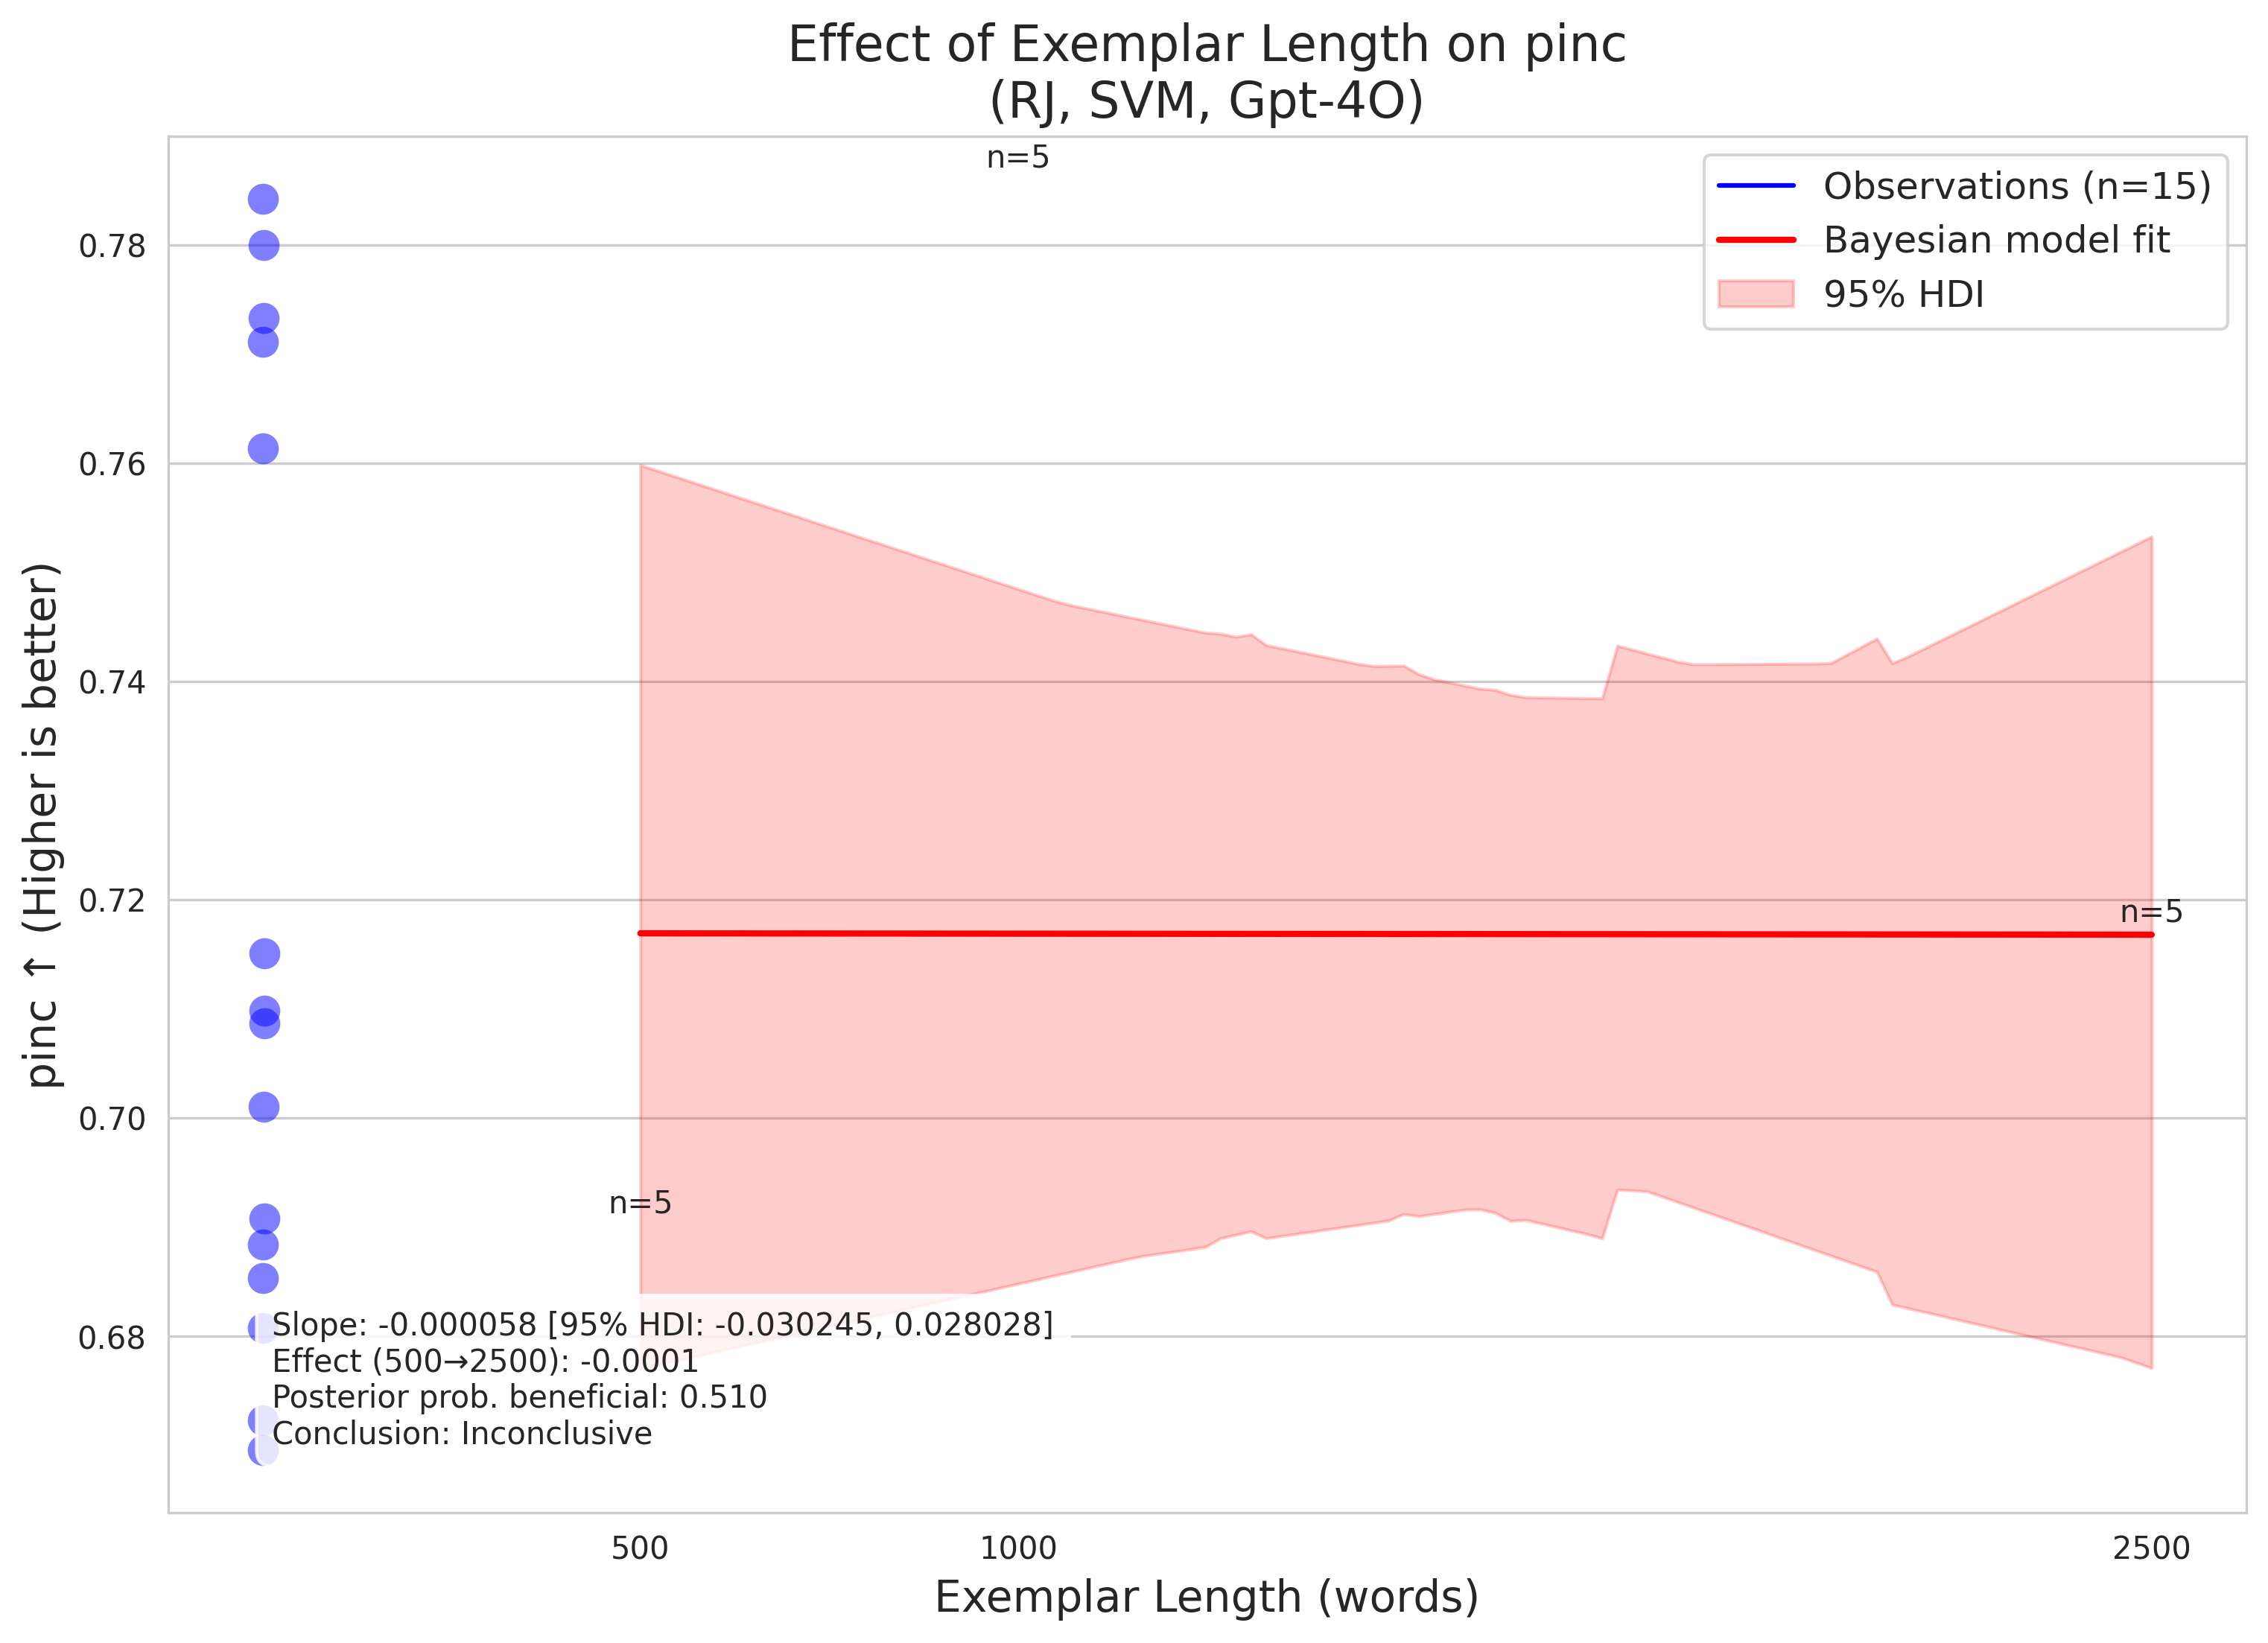 Effect of Exemplar Length on pinc
(RJ, SVM, Gpt-4O)
n=5
Observations (n=15)
Bayesian model fit
95% HDI
0.78
0.76
0.74
0.72
0.70
0.68
pinc ↑ (Higher is better)
n=5
n=5
Slope: -0.000058 [95% HDI: -0.030245, 0.028028]
Effect (500→2500): -0.0001
Posterior prob. beneficial: 0.510
Conclusion: Inconclusive
500
1000
2500
Exemplar Length (words)